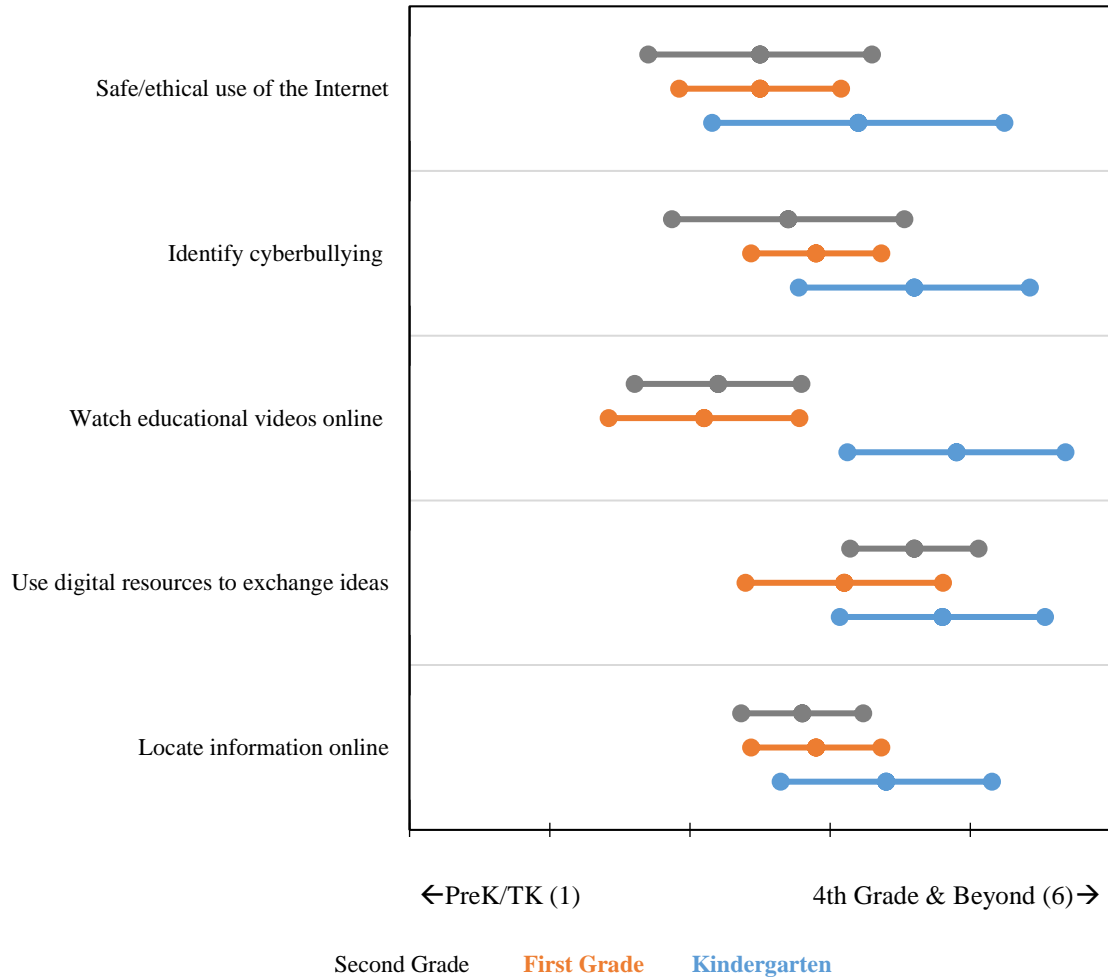 Safe/ethical use of the Internet
Identify cyberbullying
Watch educational videos online
Use digital resources to exchange ideas
Locate information online
←PreK/TK (1) 4th Grade & Beyond (6)→
Second Grade First Grade Kindergarten